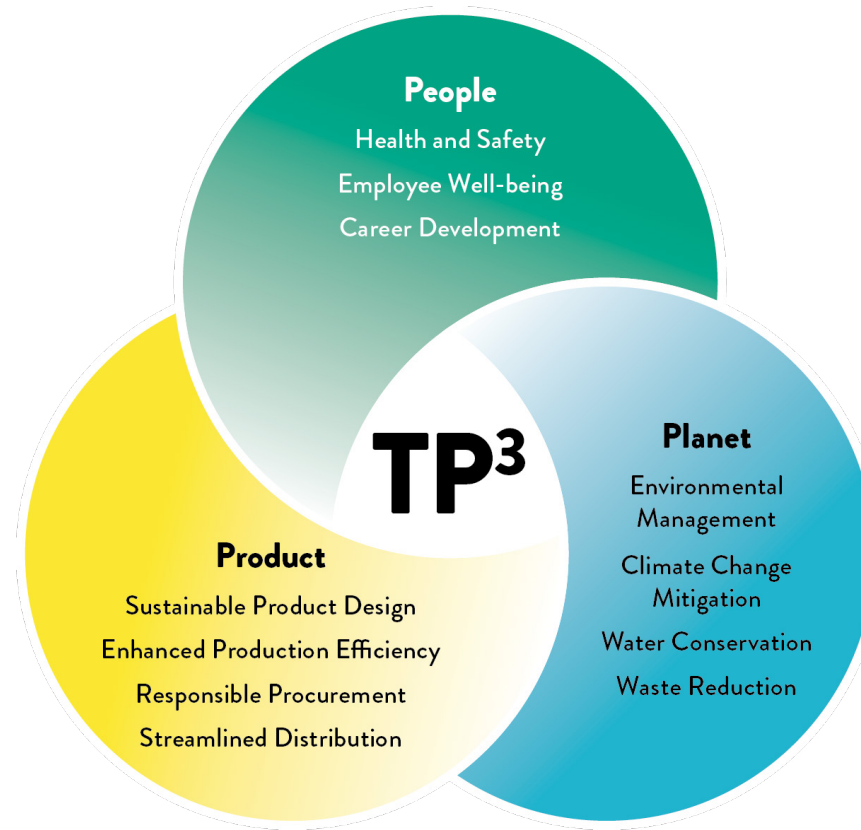 People
Health and Safety
Employee Well-being
Career Development
TP³
Planet
Environmental
Management
Climate Change
Mitigation
Water Conservation
Waste Reduction
Product
Sustainable Product Design
Enhanced Production Efficiency
Responsible Procurement
Streamlined Distribution